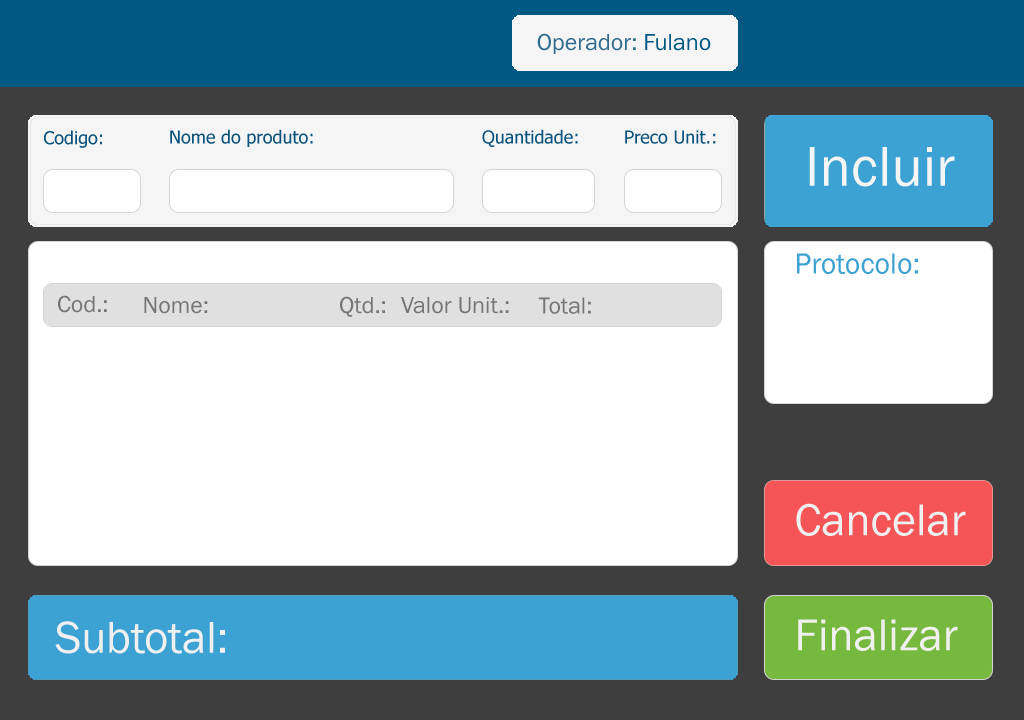 Operador: Fulano
Codigo: Nome do produto: Quantidade: Preco Unit.:
Incluir
Protocolo:
Cod.: Nome: Qtd.: Valor Unit.: Total:
Cancelar
Subtotal:
Finalizar